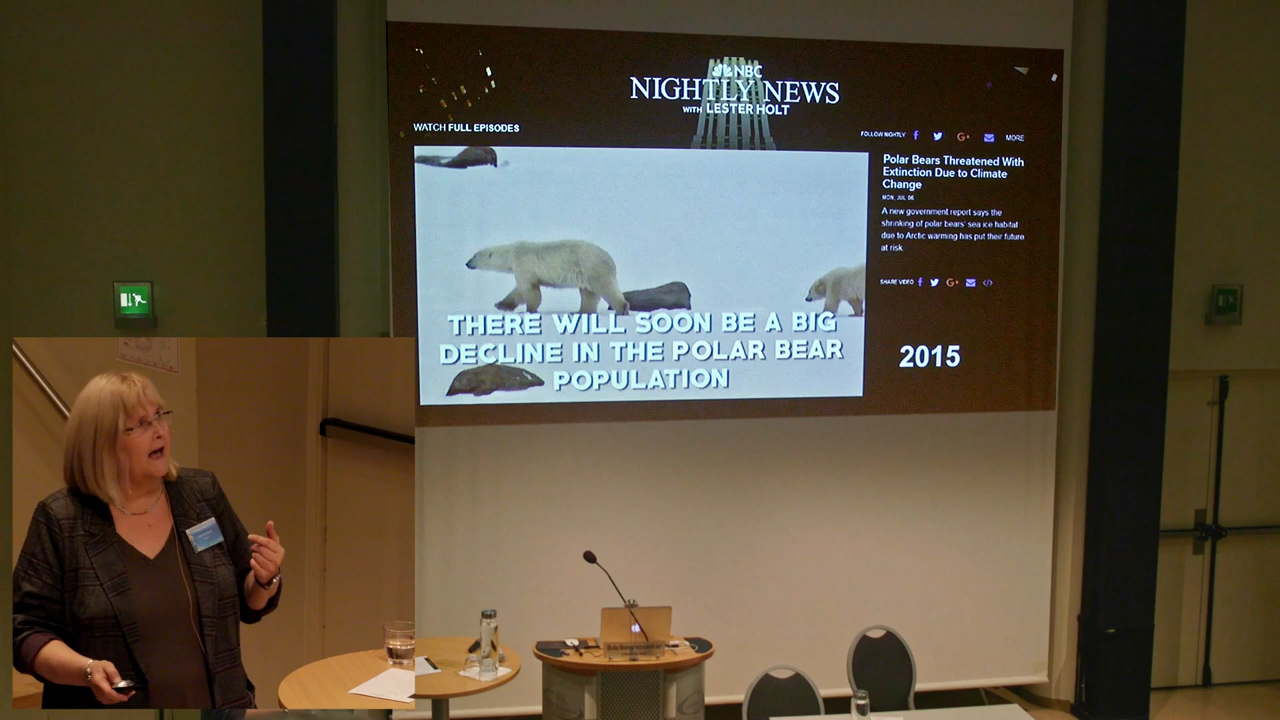 NBC
NIGHTLY NEWS
WITH LESTER HOLT
WATCH FULL EPISODES
FOLLOW NIGHTLY
G+
MORE
Polar Bears Threatened With
Extinction Due to Climate
Change
MON, JUL 06
A new government report says the
shrinking of polar bears' sea ice habitat
due to Arctic warming has put their future
at risk.
SHARE VIDEO
G+
</>
THERE WILL SOON BE A BIG
DECLINE IN THE POLAR BEAR
POPULATION
2015